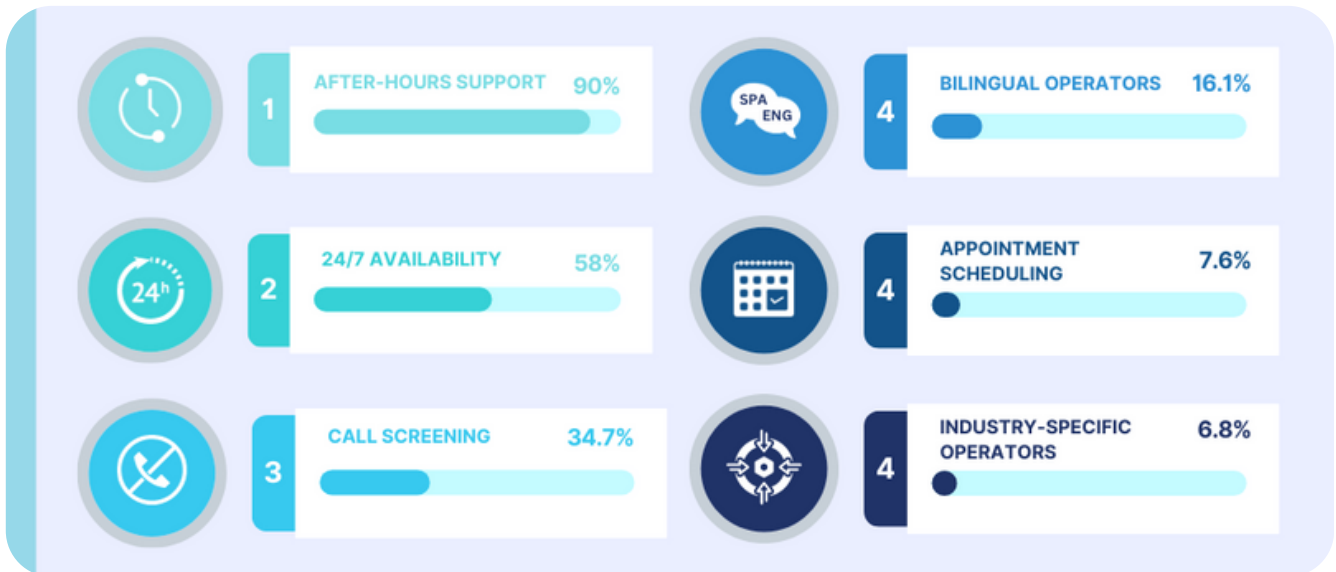 1
AFTER-HOURS SUPPORT 90%
24h
2
24/7 AVAILABILITY 58%
3
CALL SCREENING 34.7%
SPA
ENG
4
BILINGUAL OPERATORS 16.1%
4
APPOINTMENT
SCHEDULING
7.6%
4
INDUSTRY-SPECIFIC
OPERATORS
6.8%